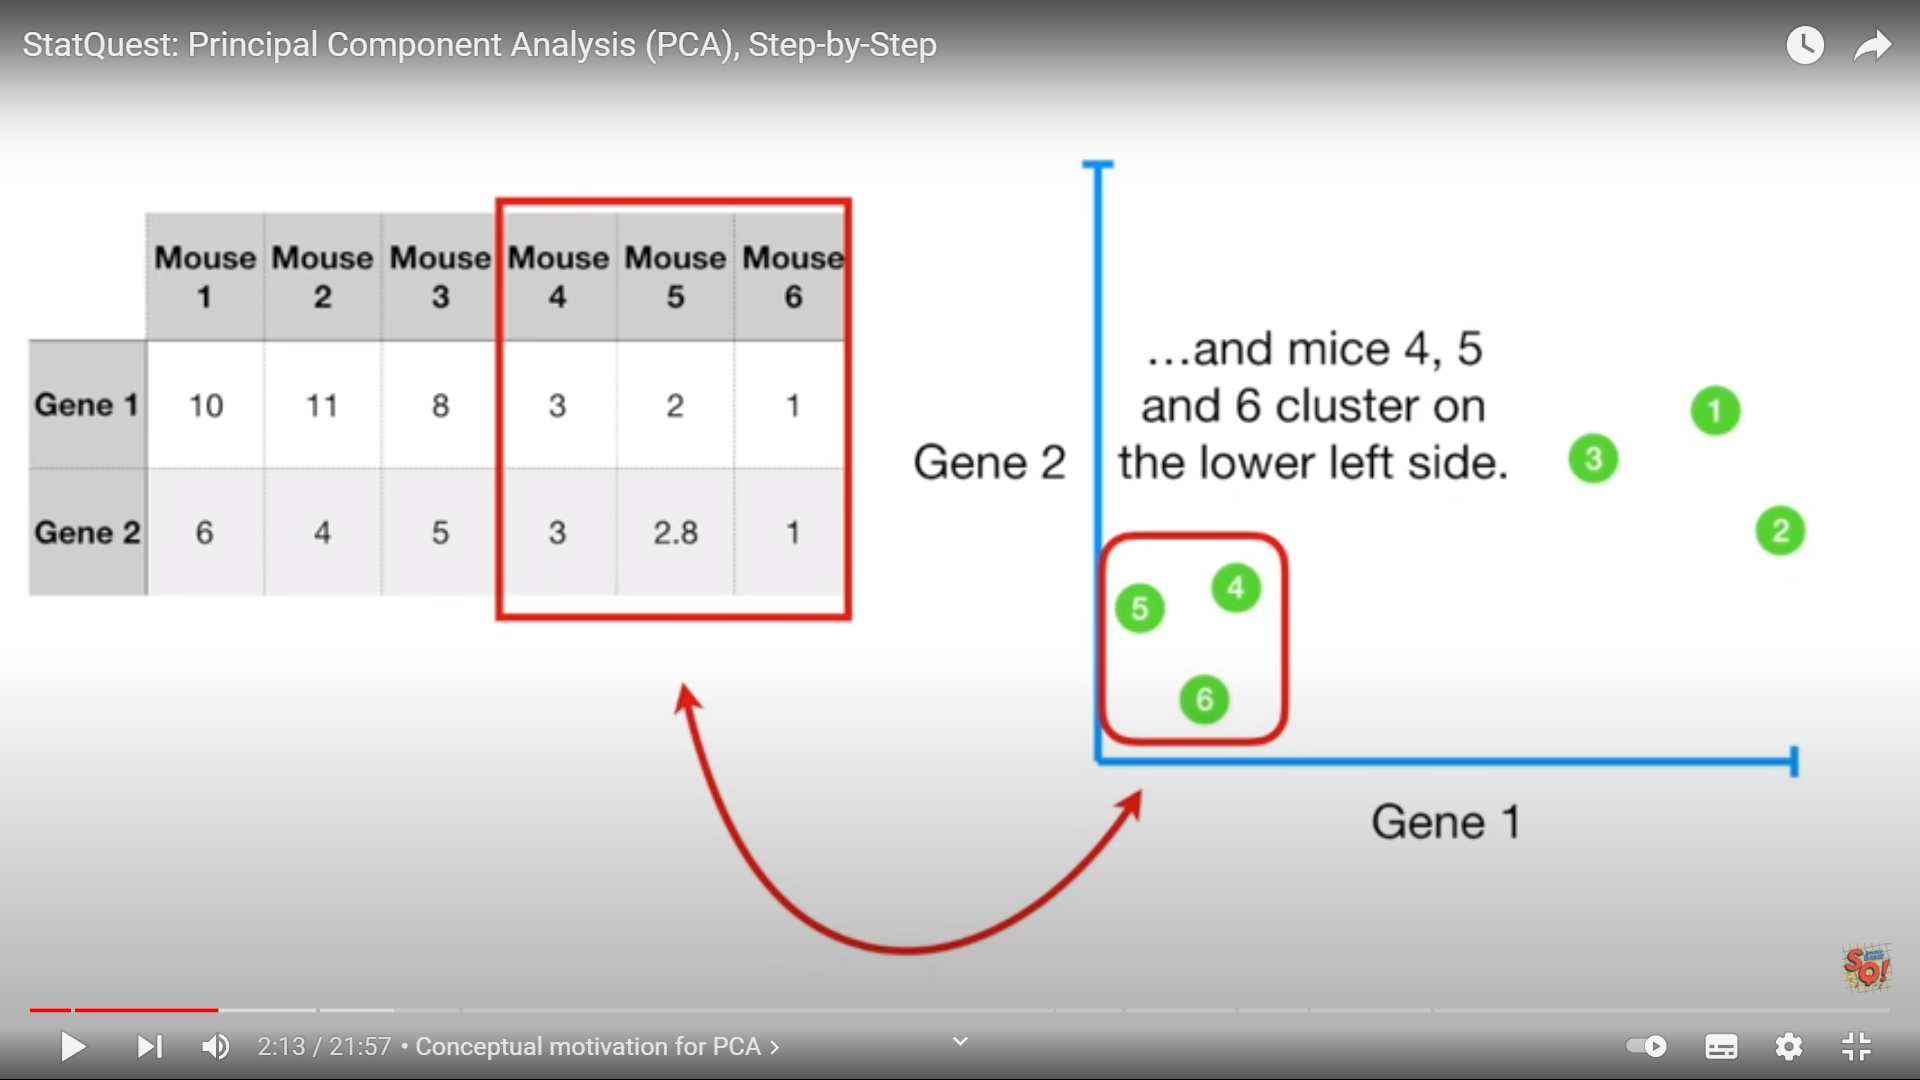 StatQuest: Principal Component Analysis (PCA), Step-by-Step
Mouse 1 Mouse 2 Mouse 3 Mouse 4 Mouse 5 Mouse 6
Gene 1 10 11 8 3 2 1
Gene 2 6 4 5 3 2.8 1
…and mice 4, 5
and 6 cluster on
the lower left side.
Gene 2
1
3
2
4
5
6
Gene 1
SQ!
2:13 / 21:57 • Conceptual motivation for PCA >